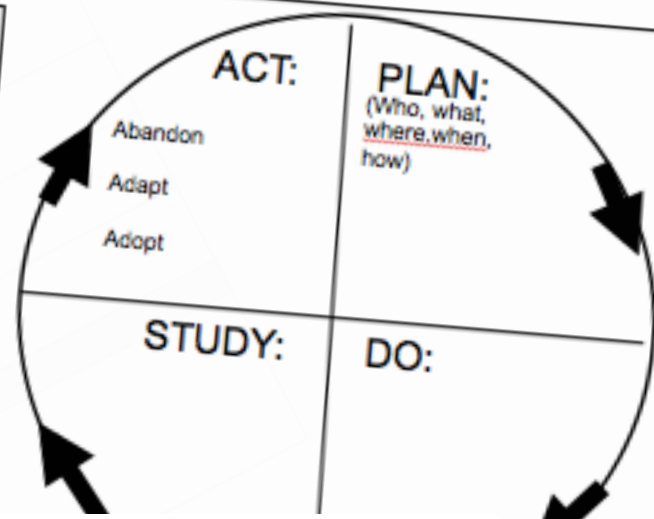 ACT:
Abandon
Adapt
Adopt
PLAN:
(Who, what,
where,when,
how)
STUDY:
DO: